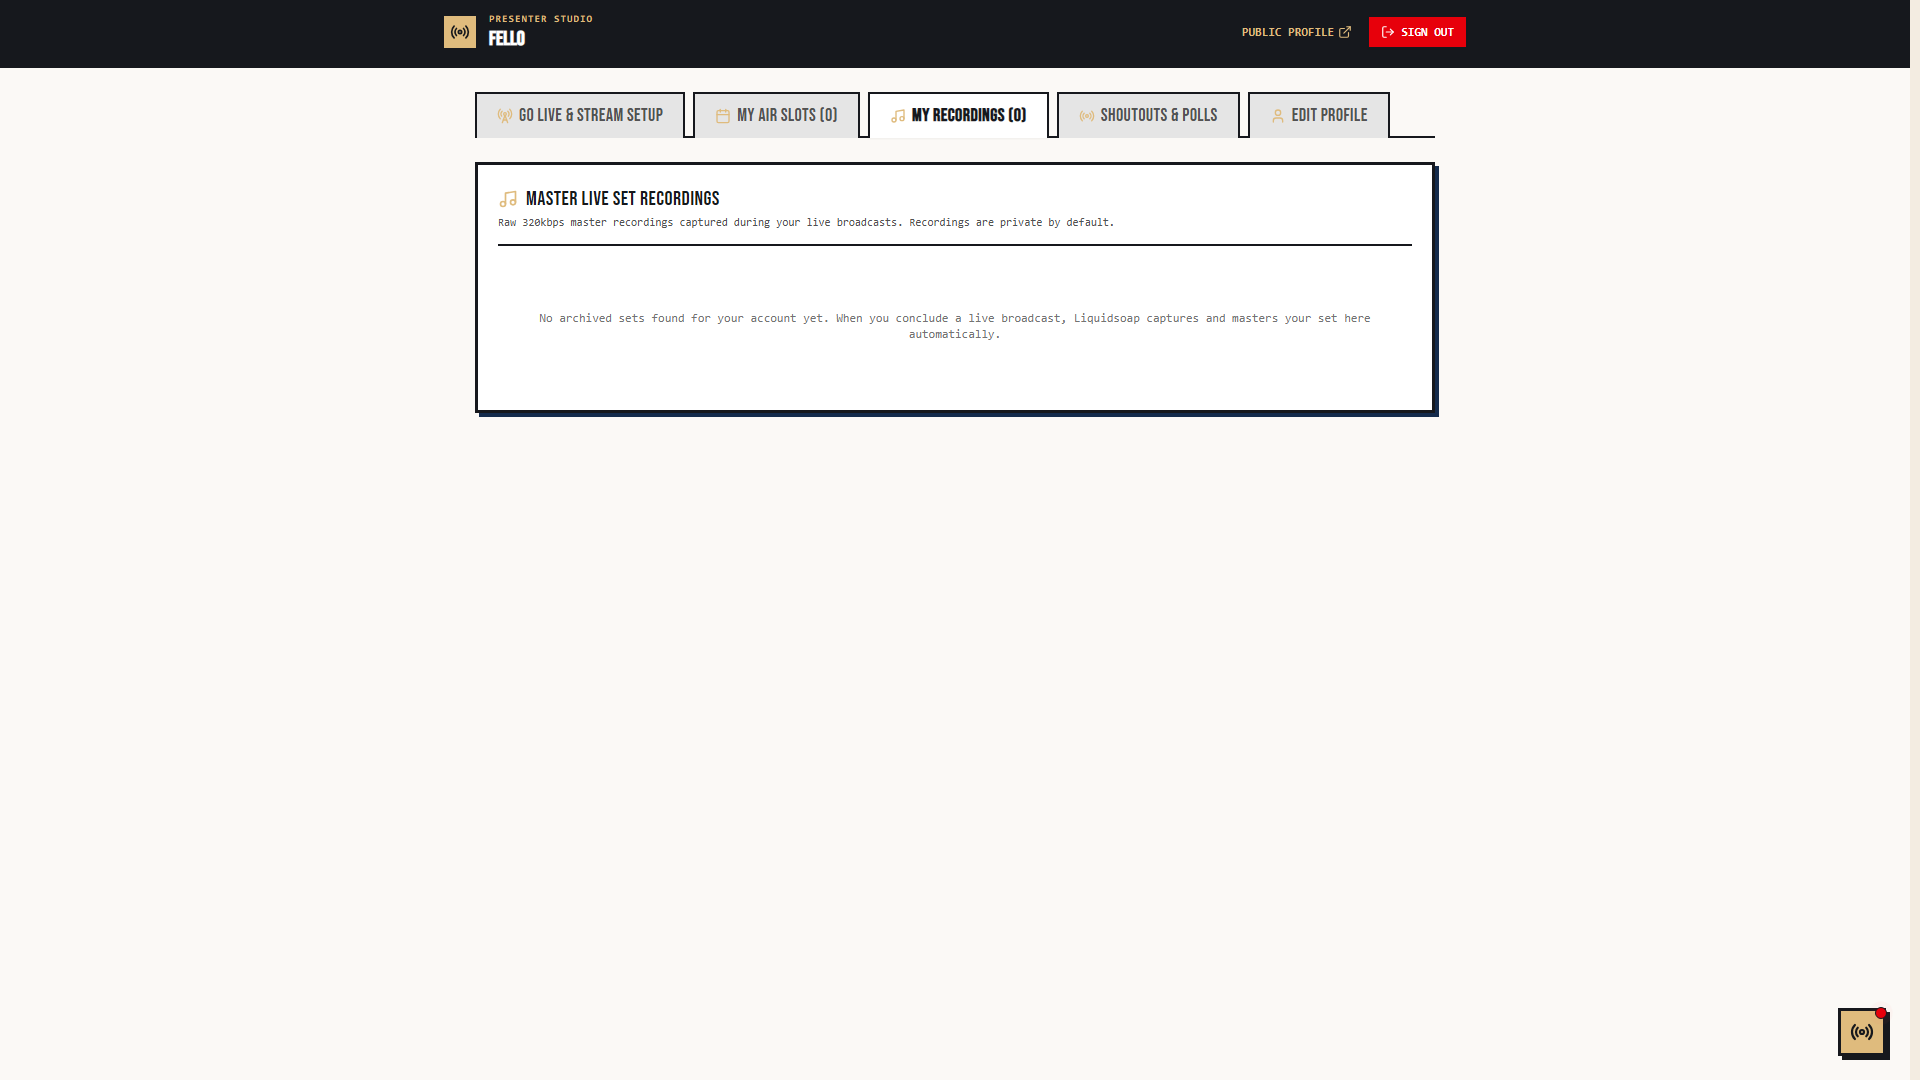 PRESENTER STUDIO
FELLO
PUBLIC PROFILE
SIGN OUT
GO LIVE & STREAM SETUP
MY AIR SLOTS (0)
MY RECORDINGS (0)
SHOUTOUTS & POLLS
EDIT PROFILE
MASTER LIVE SET RECORDINGS
Raw 320kbps master recordings captured during your live broadcasts. Recordings are private by default.
No archived sets found for your account yet. When you conclude a live broadcast, Liquidsoap captures and masters your set here
automatically.